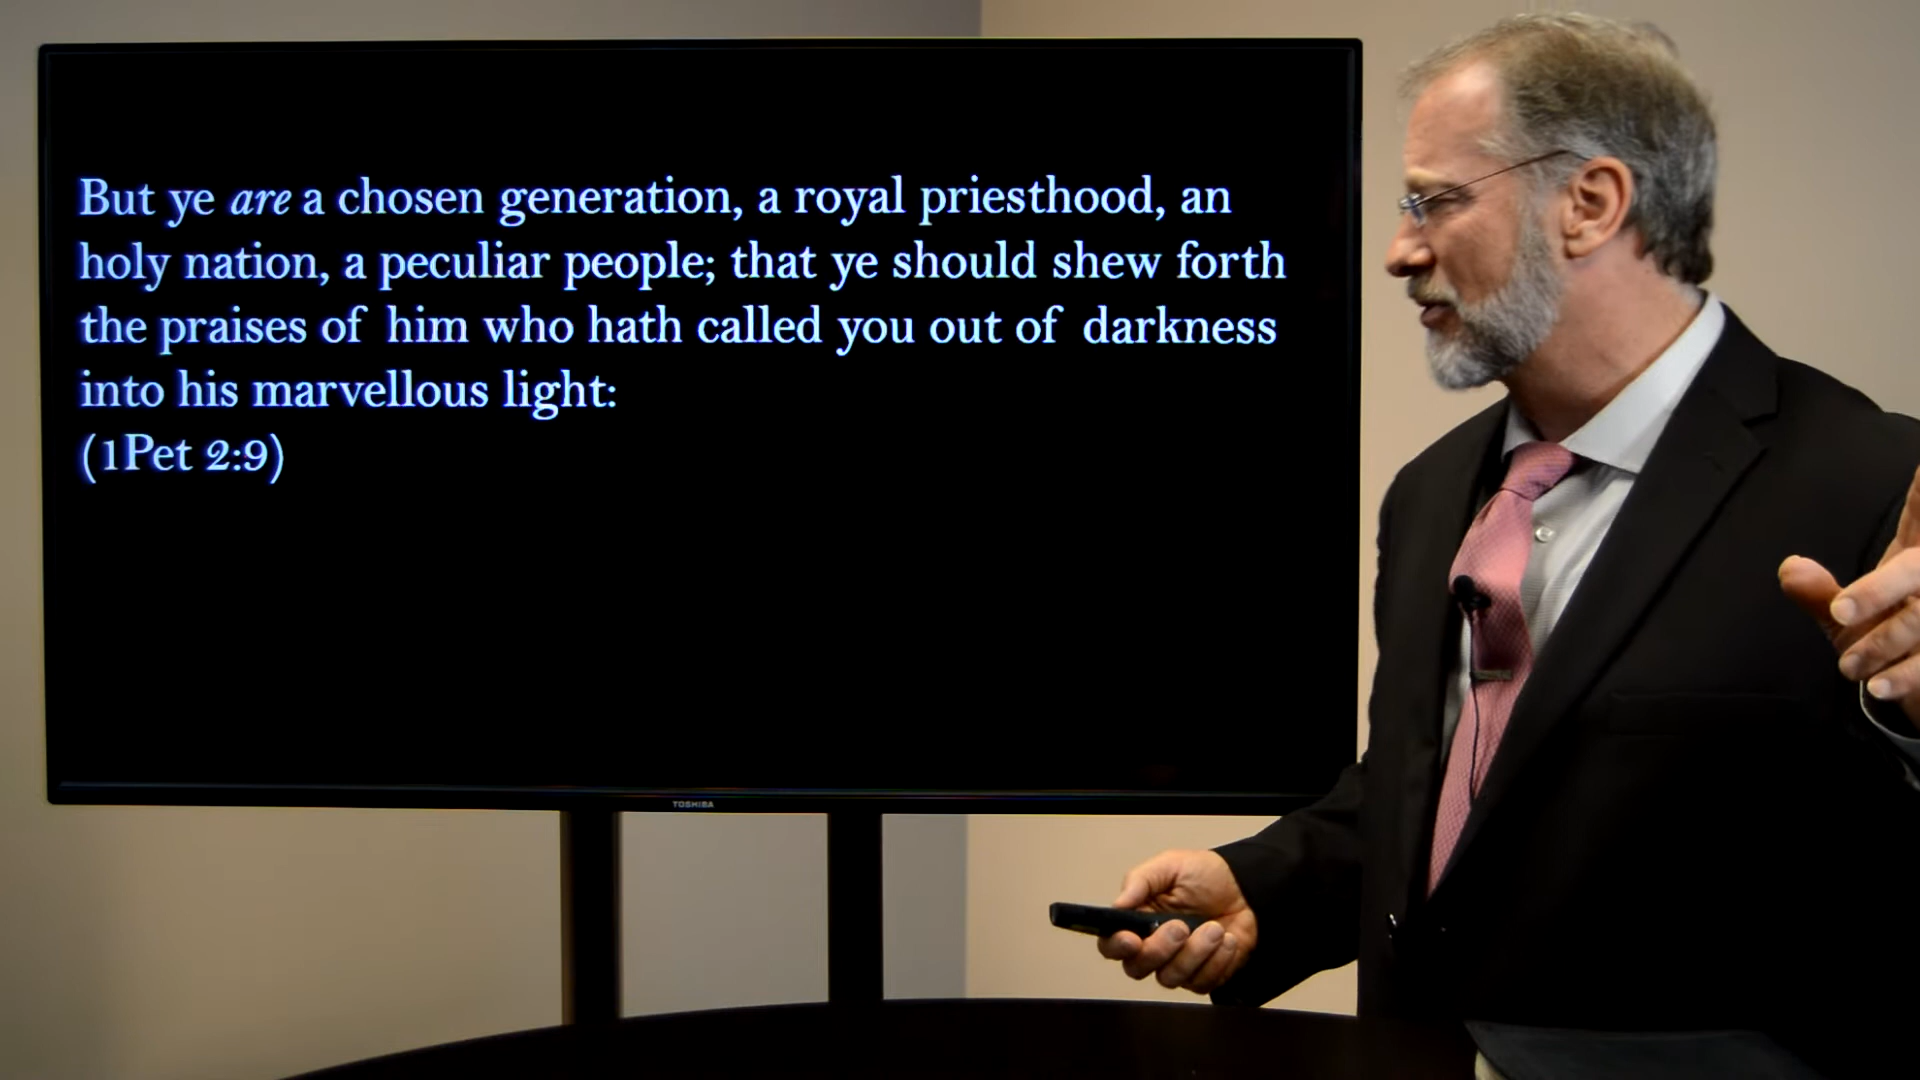 But ye are a chosen generation, a royal priesthood, an
holy nation, a peculiar people; that ye should shew forth
the praises of him who hath called you out of darkness
into his marvellous light:
(1Pet 2:9)
TOSHIBA